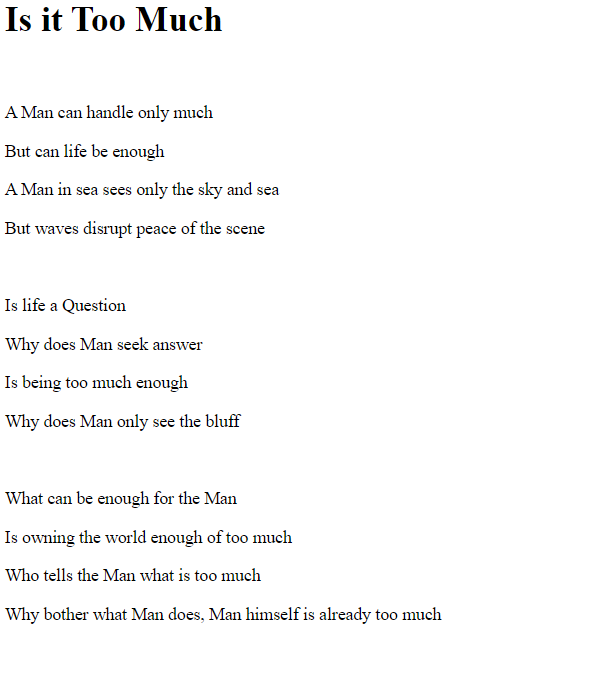 Is it Too Much
A Man can handle only much
But can life be enough
A Man in sea sees only the sky and sea
But waves disrupt peace of the scene
Is life a Question
Why does Man seek answer
Is being too much enough
Why does Man only see the bluff
What can be enough for the Man
Is owning the world enough of too much
Who tells the Man what is too much
Why bother what Man does, Man himself is already too much